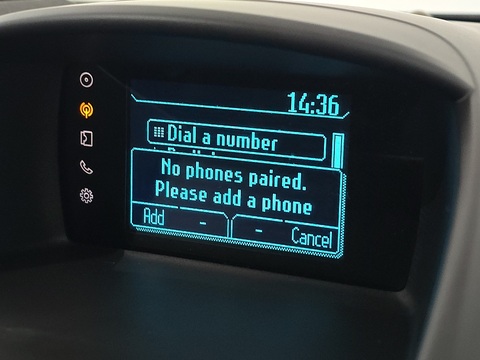 14:36
Dial a number
No phones paired.
Please add a phone
Add - - Cancel